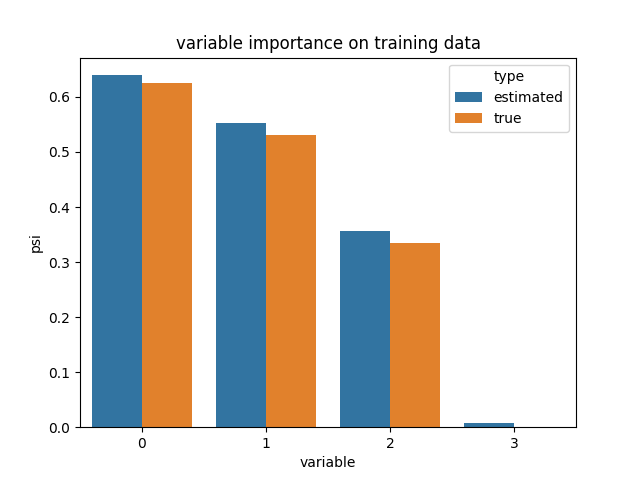 variable importance on training data
type
estimated
true
0.6
0.5
0.4
0.3
0.2
0.1
0.0
psi
0 1 2 3
variable